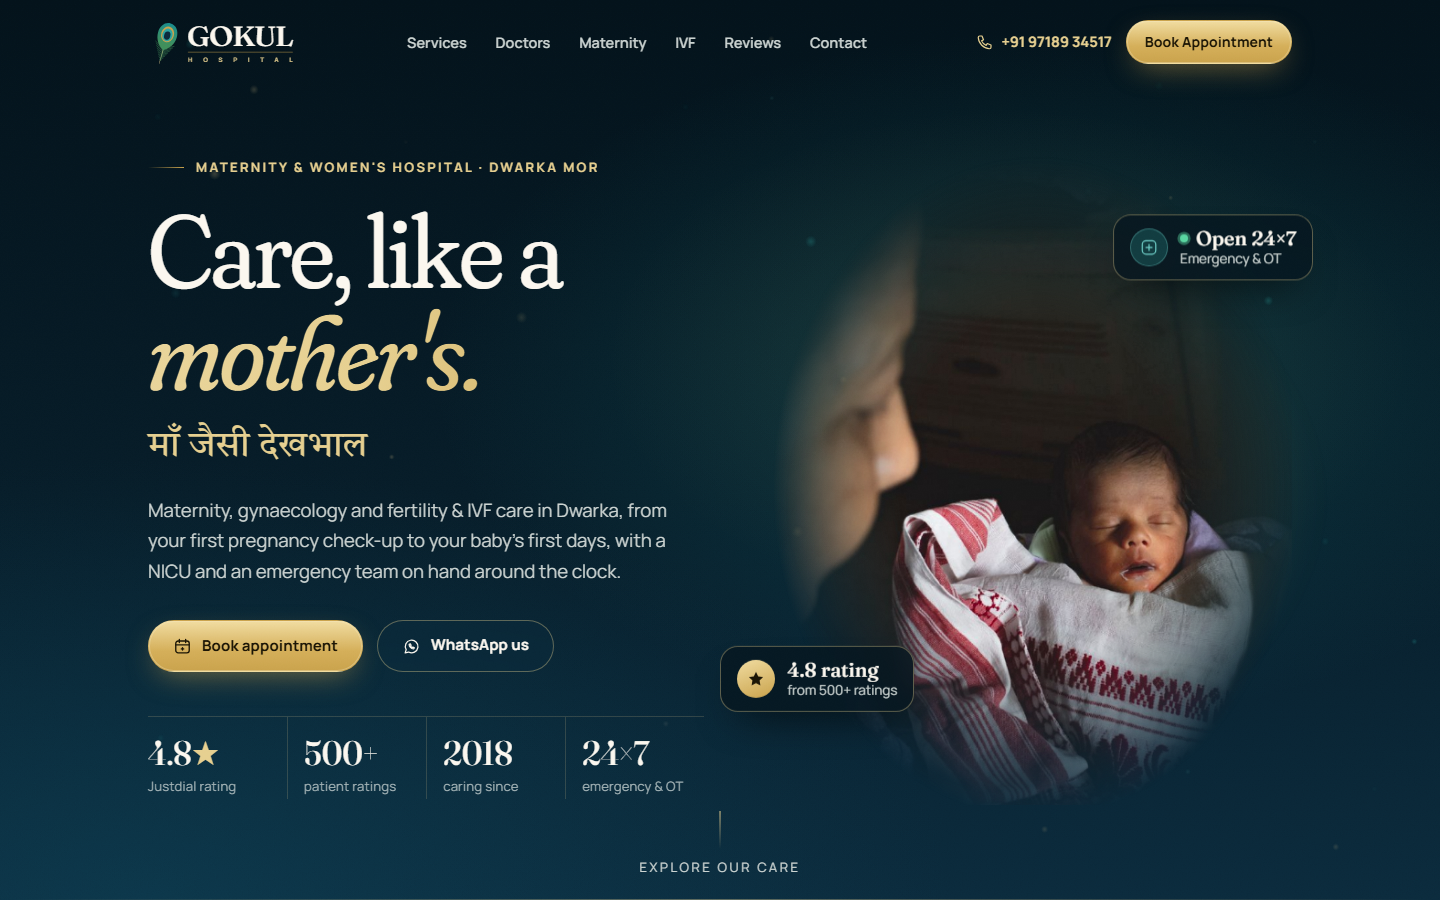 GOKUL
HOSPITAL
Services Doctors Maternity IVF Reviews Contact
+91 97189 34517
Book Appointment
MATERNITY & WOMEN'S HOSPITAL · DWARKA MOR
Care, like a
mother's.
माँ जैसी देखभाल
Maternity, gynaecology and fertility & IVF care in Dwarka, from
your first pregnancy check-up to your baby's first days, with a
NICU and an emergency team on hand around the clock.
Book appointment
WhatsApp us
4.8★
Justdial rating
500+
patient ratings
2018
caring since
24×7
emergency & OT
Open 24×7
Emergency & OT
4.8 rating
from 500+ ratings
EXPLORE OUR CARE